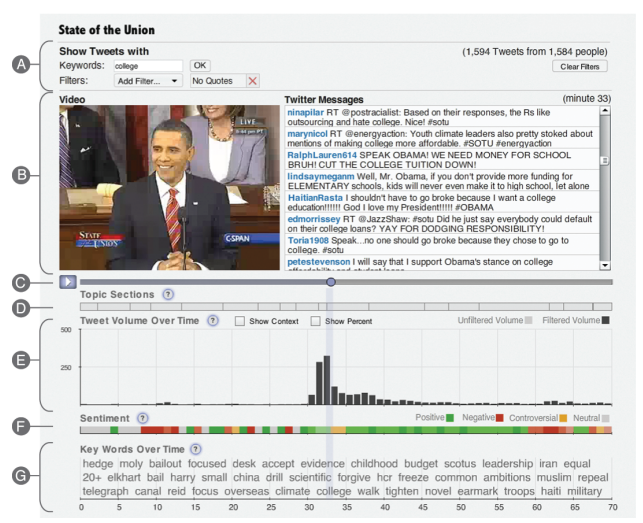 State of the Union
A
Show Tweets with
(1,594 Tweets from 1,584 people)
Keywords: college OK
Clear Filters
Filters: Add Filter... No Quotes
B
Video
Twitter Messages (minute 33)
LIVE
STATE OF THE UNION
C-SPAN
ninapilar RT @postracialist: Based on their responses, the Rs like
outsourcing and hate college. Nice! #sotu
marynicol RT @energyaction: Youth climate leaders also pretty stoked about
mentions of making college more affordable. #SOTU #energyaction
RalphLauren614 SPEAK OBAMA! WE NEED MONEY FOR SCHOOL
BRUH! CUT THE COLLEGE TUITION DOWN!
lindsaymeganm Well, Mr. Obama, if you don't provide more funding for
ELEMENTARY schools, kids will never even make it to high school, let alone
HaitianRasta I shouldn't have to go broke because I want a college
education!!!!!! God I love my President!!!!! #OBAMA
edmorrissey RT @JazzShaw: #sotu Did he just say everybody could default
on their college loans? YAY FOR DODGING RESPONSIBILITY!
Toria1908 Speak...no one should go broke because they chose to go to
college. #sotu
petestevenson I will say that I support Obama's stance on college
affordability and student loans
C
Topic Sections ?
D
Tweet Volume Over Time ? Show Context Show Percent Unfiltered Volume Filtered Volume
500
E
250
Sentiment ? Positive Negative Controversial Neutral
F
Key Words Over Time ?
hedge moly bailout focused desk accept evidence childhood budget scotus leadership iran equal
G
20+ elkhart bail harry small china drill scientific forgive hcr freeze common ambitions muslim repeal
telegraph canal reid focus overseas climate college walk tighten novel earmark troops haiti military
0 5 10 15 20 25 30 35 40 45 50 55 60 65 70